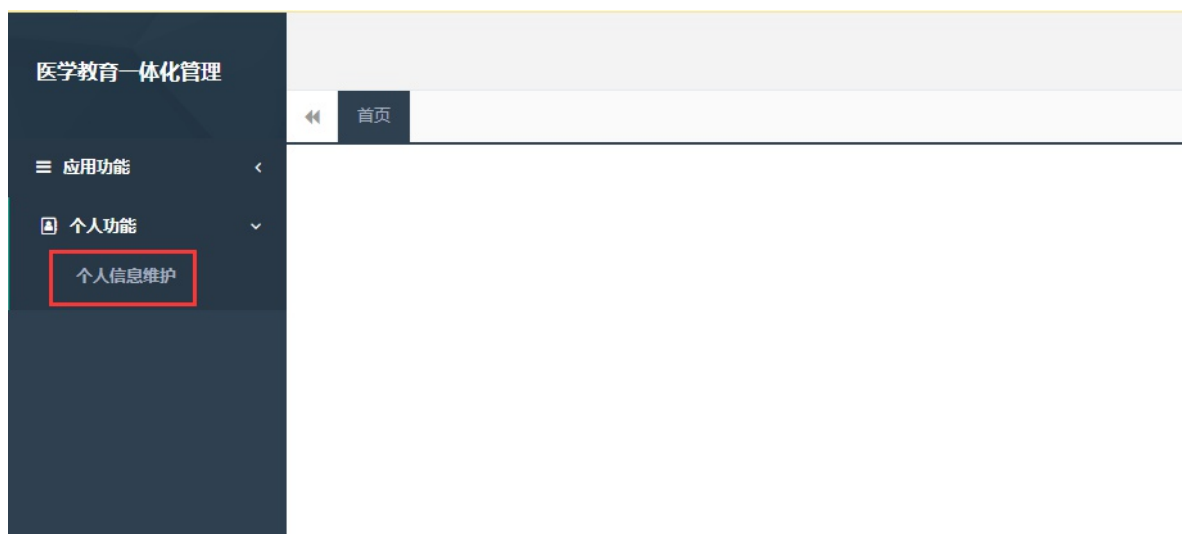 医学教育一体化管理
首页
应用功能
个人功能
个人信息维护